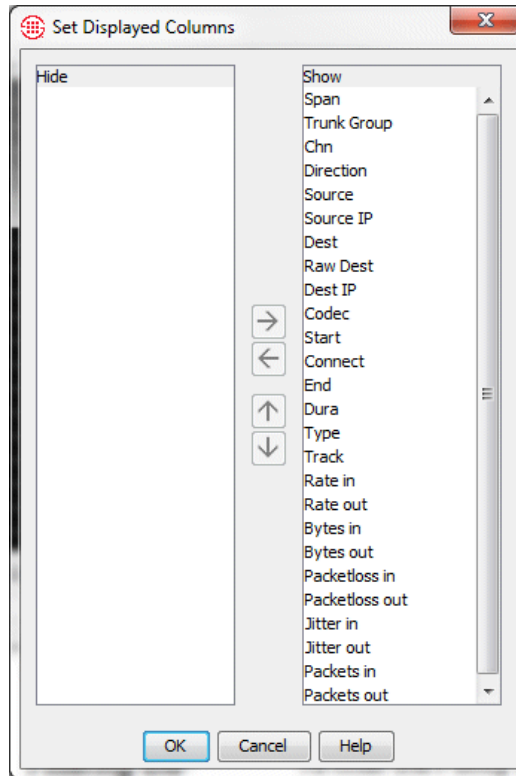 Set Displayed Columns
Hide
Show
Span
Trunk Group
Chn
Direction
Source
Source IP
Dest
Raw Dest
Dest IP
Codec
Start
Connect
End
Dura
Type
Track
Rate in
Rate out
Bytes in
Bytes out
Packetloss in
Packetloss out
Jitter in
Jitter out
Packets in
Packets out
OK
Cancel
Help